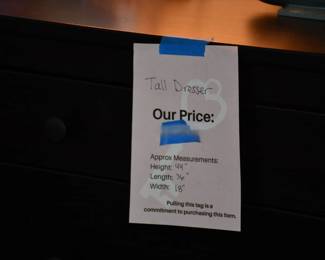 Tall Dresser
Our Price:
Approx Measurements:
Height: 44"
Length: 36"
Width: 18"
Pulling this tag is a
commitment to purchasing this item.